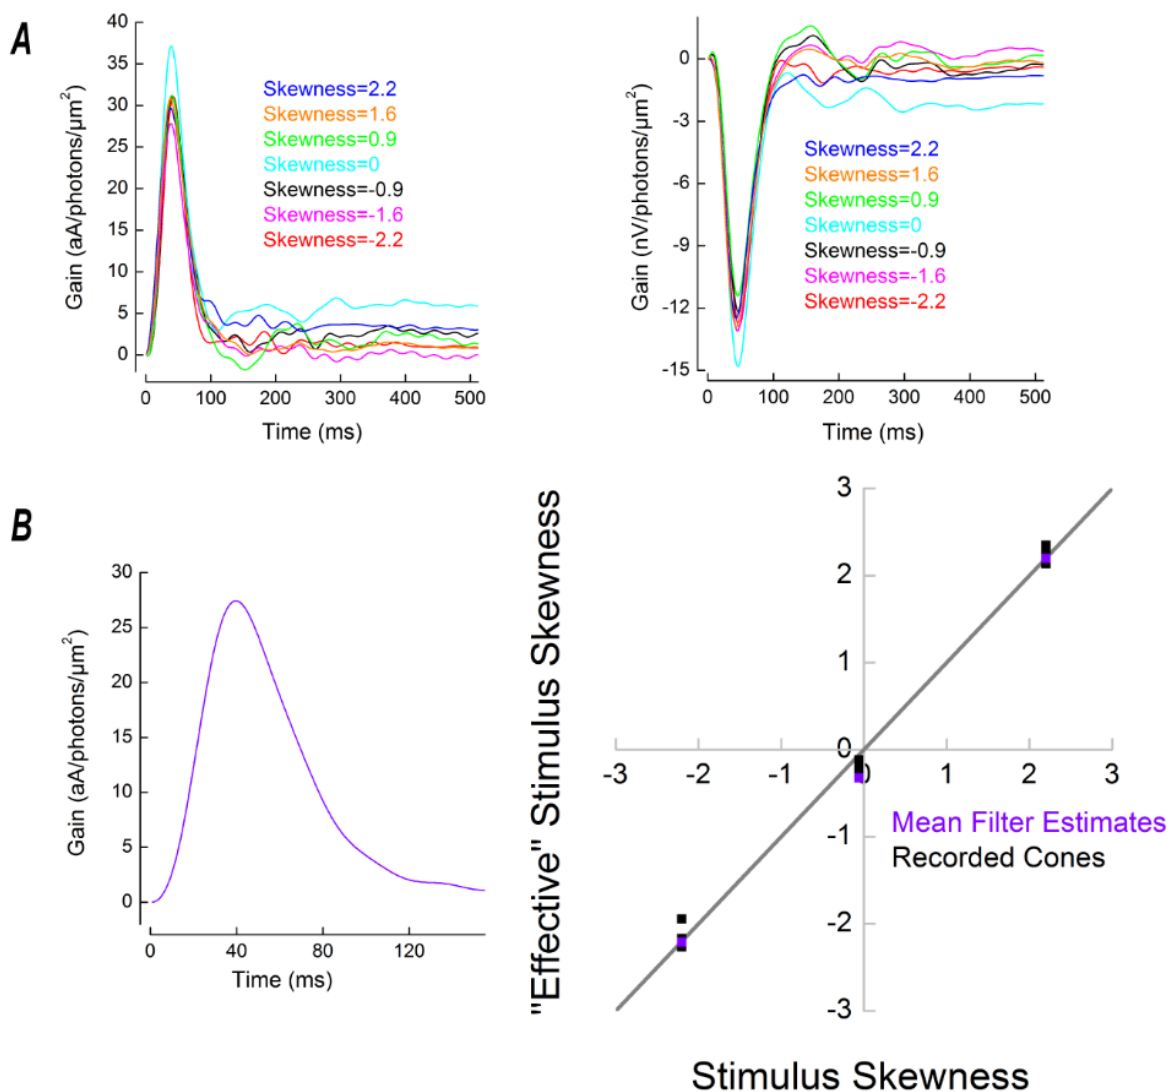 A
Gain (aA/photons/µm²)
40
35
30
25
20
15
10
5
0
Skewness=2.2
Skewness=1.6
Skewness=0.9
Skewness=0
Skewness=-0.9
Skewness=-1.6
Skewness=-2.2
0 100 200 300 400 500
Time (ms)
Gain (nV/photons/µm²)
0
-3
-6
-9
-12
-15
Skewness=2.2
Skewness=1.6
Skewness=0.9
Skewness=0
Skewness=-0.9
Skewness=-1.6
Skewness=-2.2
0 100 200 300 400 500
Time (ms)
B
Gain (aA/photons/µm²)
30
25
20
15
10
5
0
0 40 80 120
Time (ms)
"Effective" Stimulus Skewness
3
2
1
0
-3 -2 -1 0 1 2 3
-1
-2
-3
Mean Filter Estimates
Recorded Cones
Stimulus Skewness